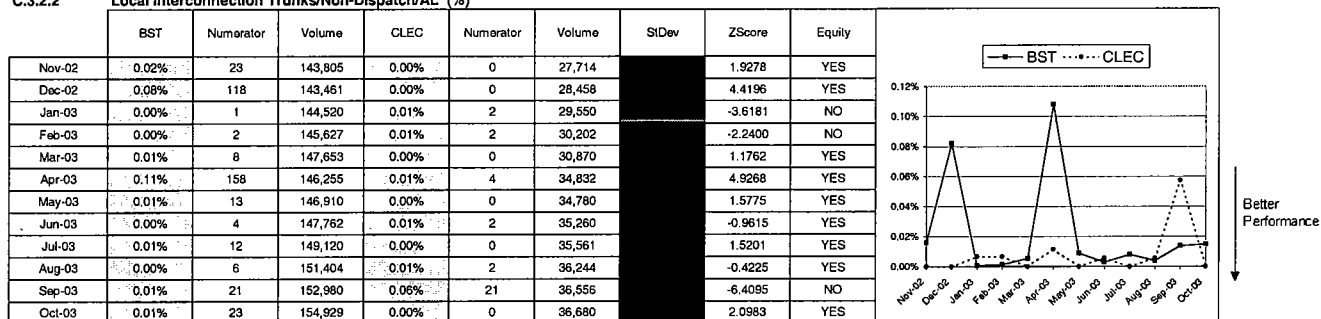 C.3.2.2 Local Interconnection Trunks/Non-Dispatch/AL (%)
BST Numerator Volume CLEC Numerator Volume StDev ZScore Equity
Nov-02 0.02% 23 143,805 0.00% 0 27,714 1.9278 YES
Dec-02 0.08% 118 143,461 0.00% 0 28,458 4.4196 YES
Jan-03 0.00% 1 144,520 0.01% 2 29,550 -3.6181 NO
Feb-03 0.00% 2 145,627 0.01% 2 30,202 -2.2400 NO
Mar-03 0.01% 8 147,653 0.00% 0 30,870 1.1762 YES
Apr-03 0.11% 158 146,255 0.01% 4 34,832 4.9268 YES
May-03 0.01% 13 146,910 0.00% 0 34,780 1.5775 YES
Jun-03 0.00% 4 147,762 0.01% 2 35,260 -0.9615 YES
Jul-03 0.01% 12 149,120 0.00% 0 35,561 1.5201 YES
Aug-03 0.00% 6 151,404 0.01% 2 36,244 -0.4225 YES
Sep-03 0.01% 21 152,980 0.06% 21 36,556 -6.4095 NO
Oct-03 0.01% 23 154,929 0.00% 0 36,680 2.0983 YES
BST CLEC
0.12%
0.10%
0.08%
0.06%
0.04%
0.02%
0.00%
Nov-02 Dec-02 Jan-03 Feb-03 Mar-03 Apr-03 May-03 Jun-03 Jul-03 Aug-03 Sep-03 Oct-03
Better
Performance